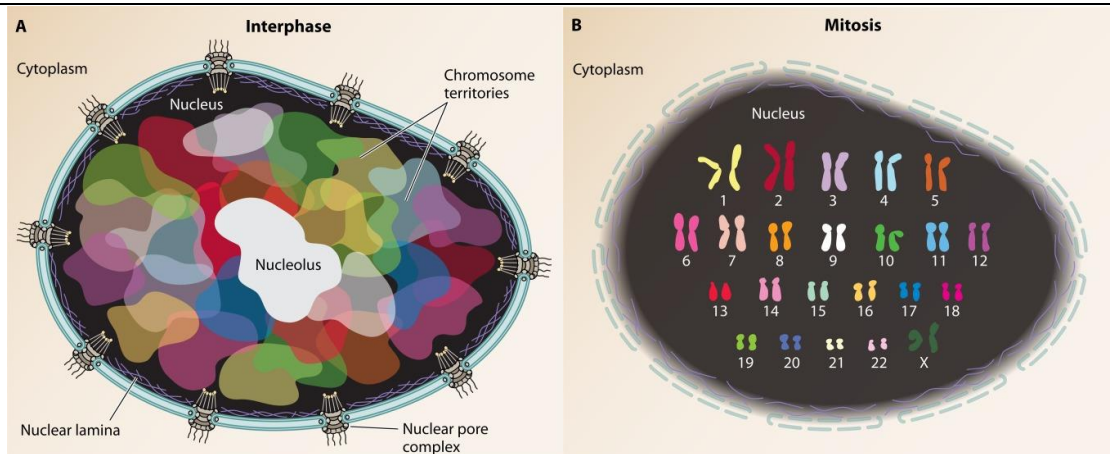 A
Interphase
Cytoplasm
Nucleus
Chromosome
territories
Nucleolus
Nuclear lamina
Nuclear pore
complex
B
Mitosis
Cytoplasm
Nucleus
1 2 3 4 5
6 7 8 9 10 11 12
13 14 15 16 17 18
19 20 21 22 X